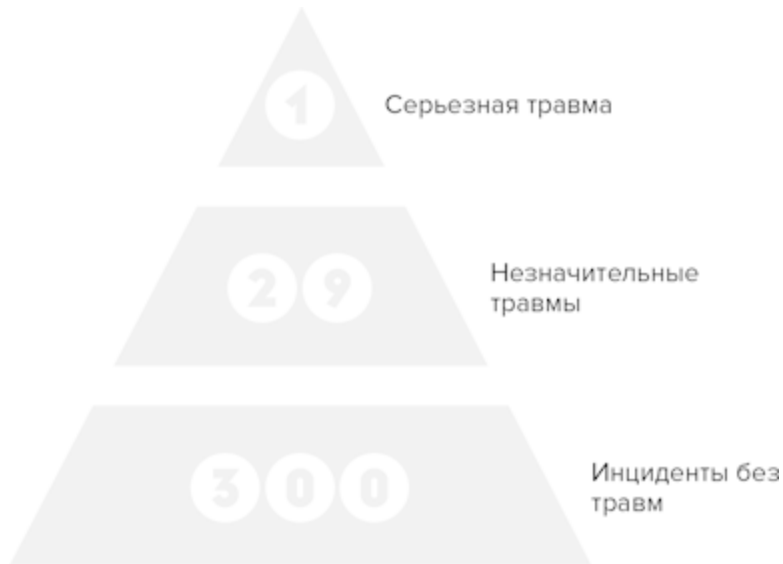 1
Серьезная травма
29
Незначительные
травмы
300
Инциденты без
травм